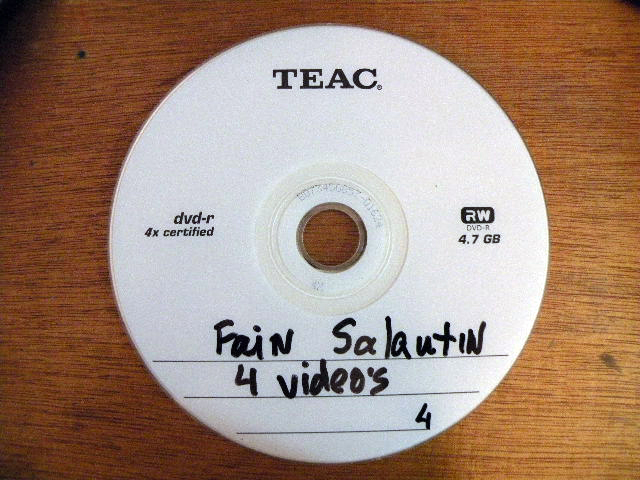 TEAC
dvd-r
4x certified
RW
DVD-R
4.7 GB
Fain Salautin
4 video's
4